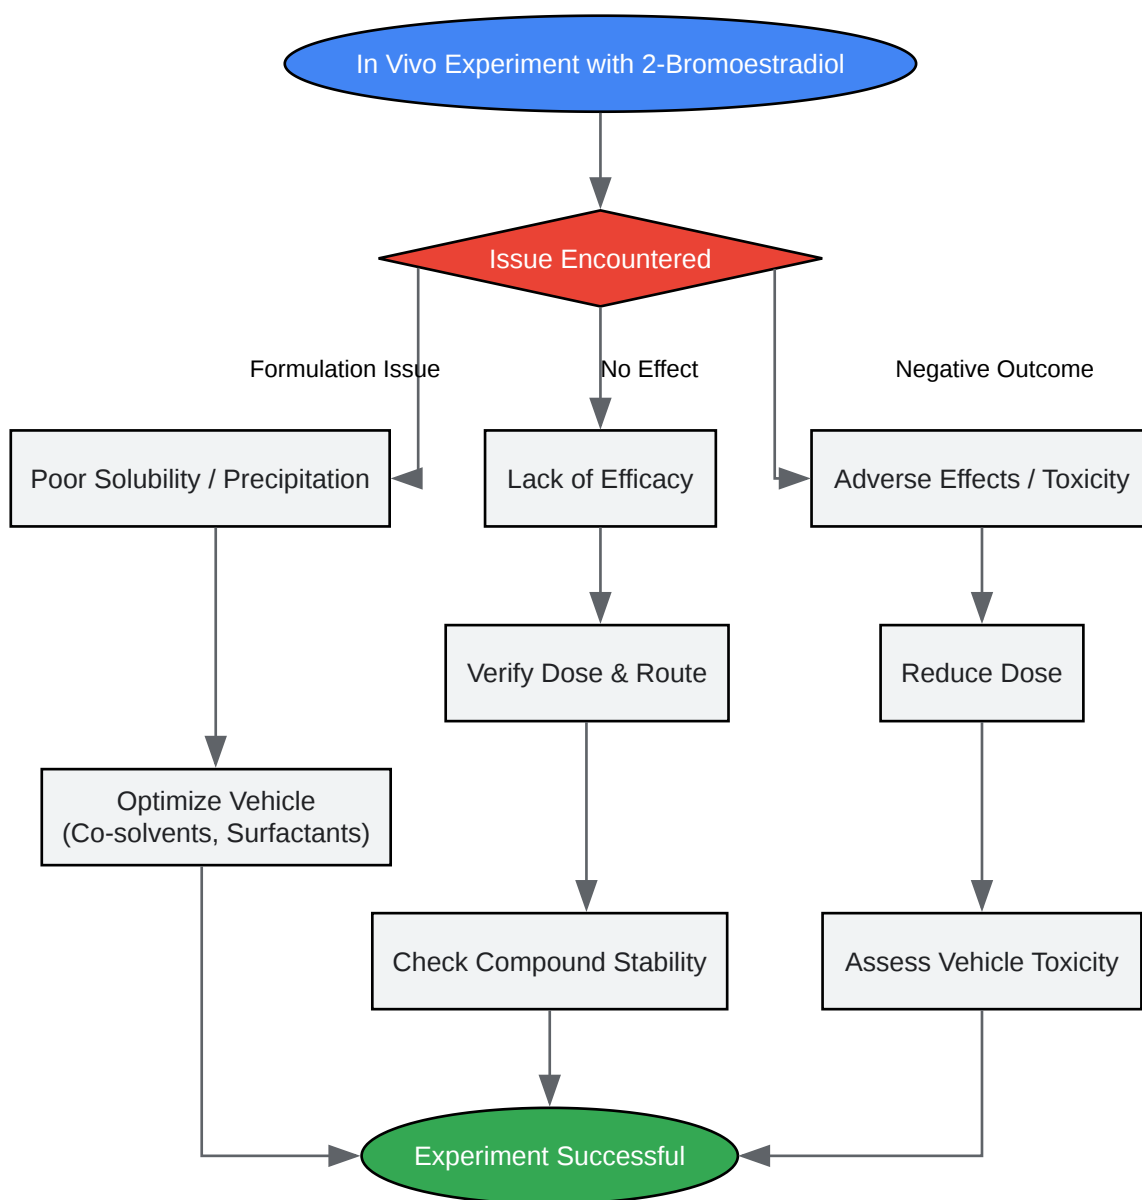 In Vivo Experiment with 2-Bromoestradiol
Issue Encountered
Formulation Issue
No Effect
Negative Outcome
Poor Solubility / Precipitation
Lack of Efficacy
Adverse Effects / Toxicity
Verify Dose & Route
Reduce Dose
Optimize Vehicle
(Co-solvents, Surfactants)
Check Compound Stability
Assess Vehicle Toxicity
Experiment Successful